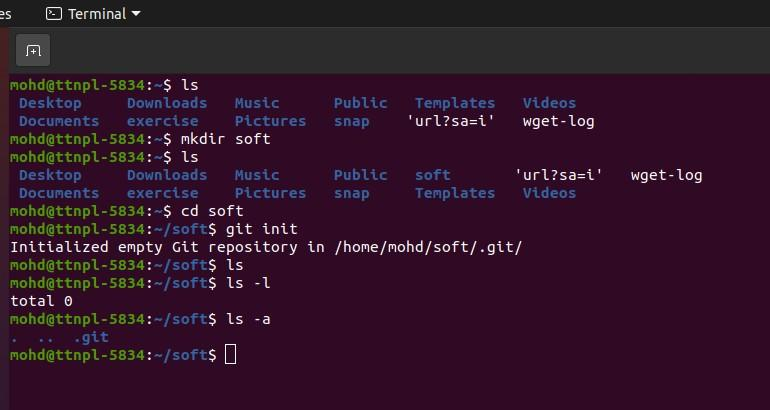 es Terminal
mohd@ttnpl-5834:~$ ls
Desktop Downloads Music Public Templates Videos
Documents exercise Pictures snap 'url?sa=i' wget-log
mohd@ttnpl-5834:~$ mkdir soft
mohd@ttnpl-5834:~$ ls
Desktop Downloads Music Public soft 'url?sa=i' wget-log
Documents exercise Pictures snap Templates Videos
mohd@ttnpl-5834:~$ cd soft
mohd@ttnpl-5834:~/soft$ git init
Initialized empty Git repository in /home/mohd/soft/.git/
mohd@ttnpl-5834:~/soft$ ls
mohd@ttnpl-5834:~/soft$ ls -l
total 0
mohd@ttnpl-5834:~/soft$ ls -a
. .. .git
mohd@ttnpl-5834:~/soft$